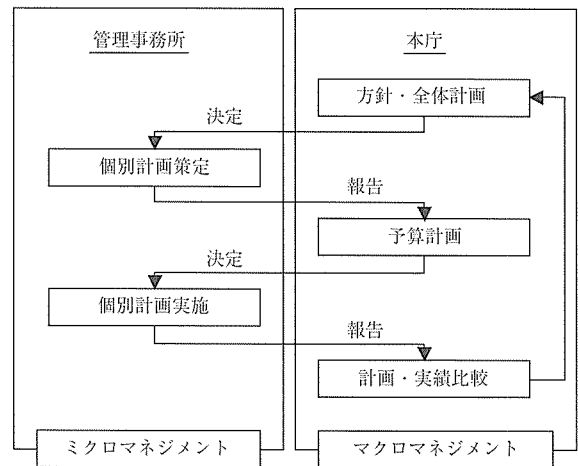 管理事務所
本庁
方針・全体計画
決定
個別計画策定
報告
予算計画
決定
個別計画実施
報告
計画・実績比較
ミクロマネジメント
マクロマネジメント